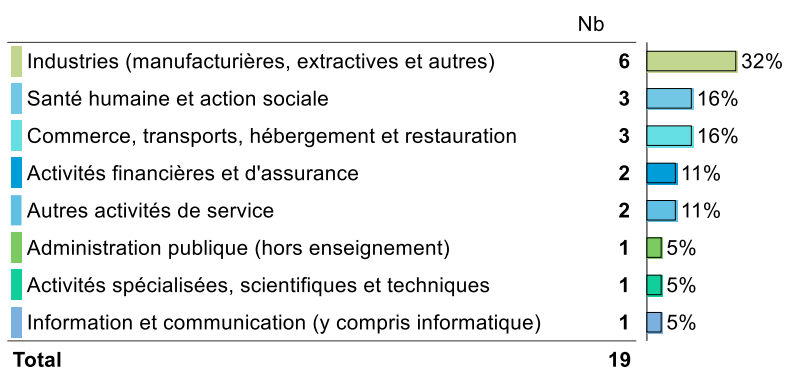 Nb
Industries (manufacturières, extractives et autres) 6 32%
Santé humaine et action sociale 3 16%
Commerce, transports, hébergement et restauration 3 16%
Activités financières et d'assurance 2 11%
Autres activités de service 2 11%
Administration publique (hors enseignement) 1 5%
Activités spécialisées, scientifiques et techniques 1 5%
Information et communication (y compris informatique) 1 5%
Total 19